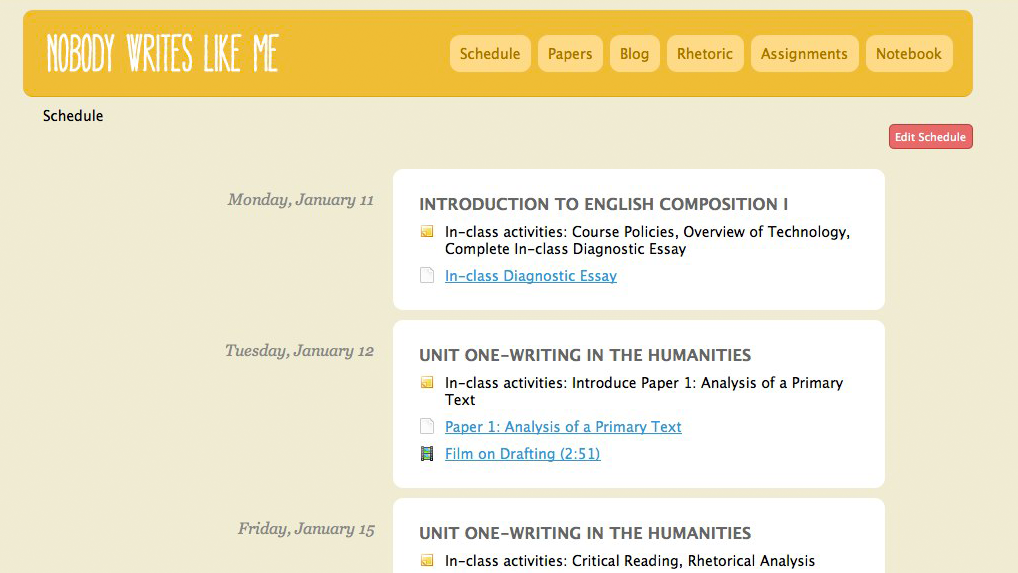 NOBODY WRITES LIKE ME
Schedule
Papers
Blog
Rhetoric
Assignments
Notebook
Schedule
Edit Schedule
Monday, January 11
INTRODUCTION TO ENGLISH COMPOSITION I
In-class activities: Course Policies, Overview of Technology,
Complete In-class Diagnostic Essay
In-class Diagnostic Essay
Tuesday, January 12
UNIT ONE-WRITING IN THE HUMANITIES
In-class activities: Introduce Paper 1: Analysis of a Primary
Text
Paper 1: Analysis of a Primary Text
Film on Drafting (2:51)
Friday, January 15
UNIT ONE-WRITING IN THE HUMANITIES
In-class activities: Critical Reading, Rhetorical Analysis